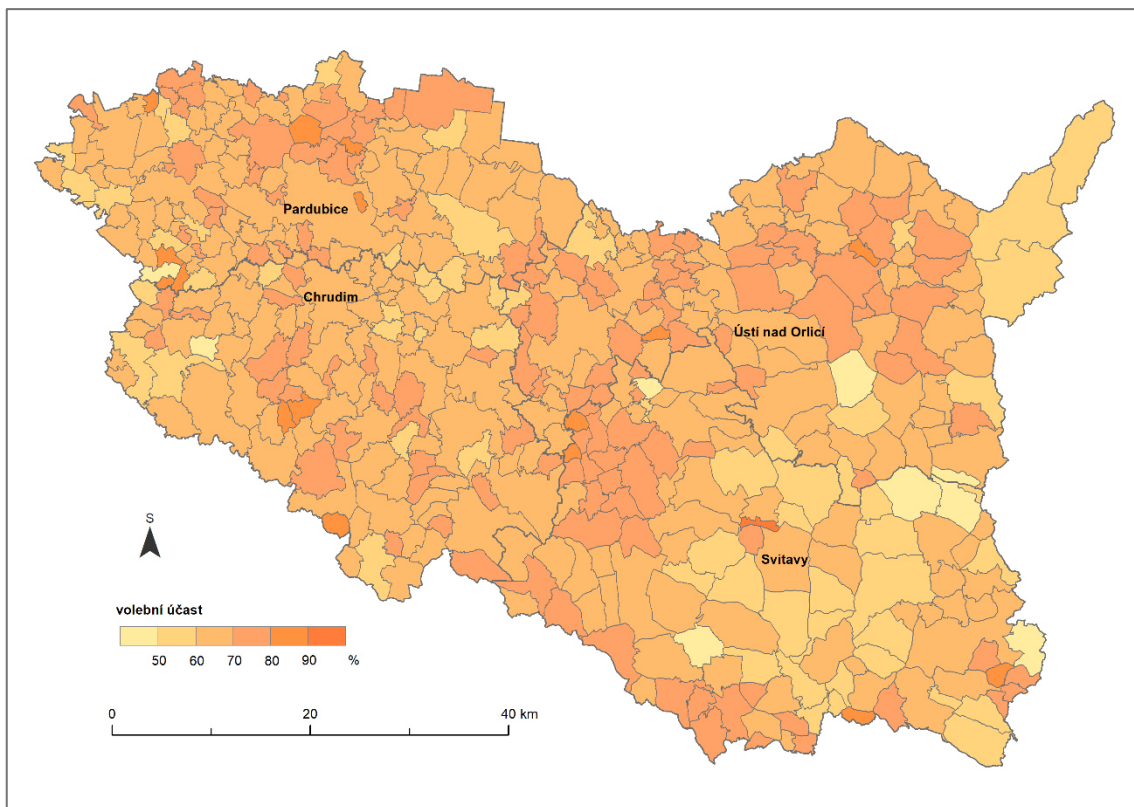 Pardubice
Chrudim
Ústí nad Orlicí
S
Svitavy
volební účast
50 60 70 80 90 %
0 20 40 km